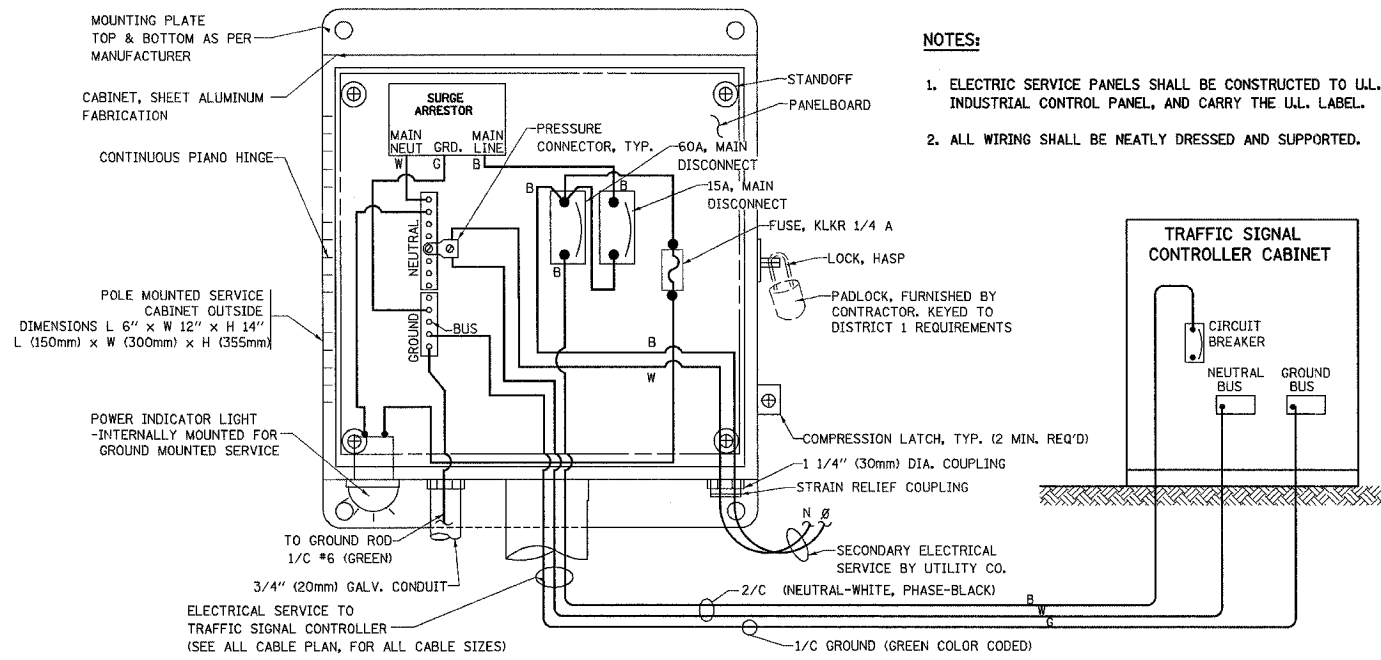 MOUNTING PLATE
TOP & BOTTOM AS PER
MANUFACTURER
CABINET, SHEET ALUMINUM
FABRICATION
CONTINUOUS PIANO HINGE
POLE MOUNTED SERVICE
CABINET OUTSIDE
DIMENSIONS L 6" x W 12" x H 14"
L (150mm) x W (300mm) x H (355mm)
POWER INDICATOR LIGHT
-INTERNALLY MOUNTED FOR
GROUND MOUNTED SERVICE
SURGE
ARRESTOR
MAIN
NEUT
GRD.
MAIN
LINE
W
G
B
NEUTRAL
GROUND
BUS
PRESSURE
CONNECTOR, TYP.
B
B
B
B
W
STANDOFF
PANELBOARD
60A, MAIN
DISCONNECT
15A, MAIN
DISCONNECT
FUSE, KLKR 1/4 A
LOCK, HASP
PADLOCK, FURNISHED BY
CONTRACTOR. KEYED TO
DISTRICT 1 REQUIREMENTS
COMPRESSION LATCH, TYP. (2 MIN. REQ'D)
1 1/4" (30mm) DIA. COUPLING
STRAIN RELIEF COUPLING
N Ø
SECONDARY ELECTRICAL
SERVICE BY UTILITY CO.
TO GROUND ROD
1/C #6 (GREEN)
3/4" (20mm) GALV. CONDUIT
ELECTRICAL SERVICE TO
TRAFFIC SIGNAL CONTROLLER
(SEE ALL CABLE PLAN, FOR ALL CABLE SIZES)
2/C (NEUTRAL-WHITE, PHASE-BLACK)
B
W
G
1/C GROUND (GREEN COLOR CODED)
NOTES:
1. ELECTRIC SERVICE PANELS SHALL BE CONSTRUCTED TO U.L.
INDUSTRIAL CONTROL PANEL, AND CARRY THE U.L. LABEL.
2. ALL WIRING SHALL BE NEATLY DRESSED AND SUPPORTED.
TRAFFIC SIGNAL
CONTROLLER CABINET
CIRCUIT
BREAKER
NEUTRAL
BUS
GROUND
BUS